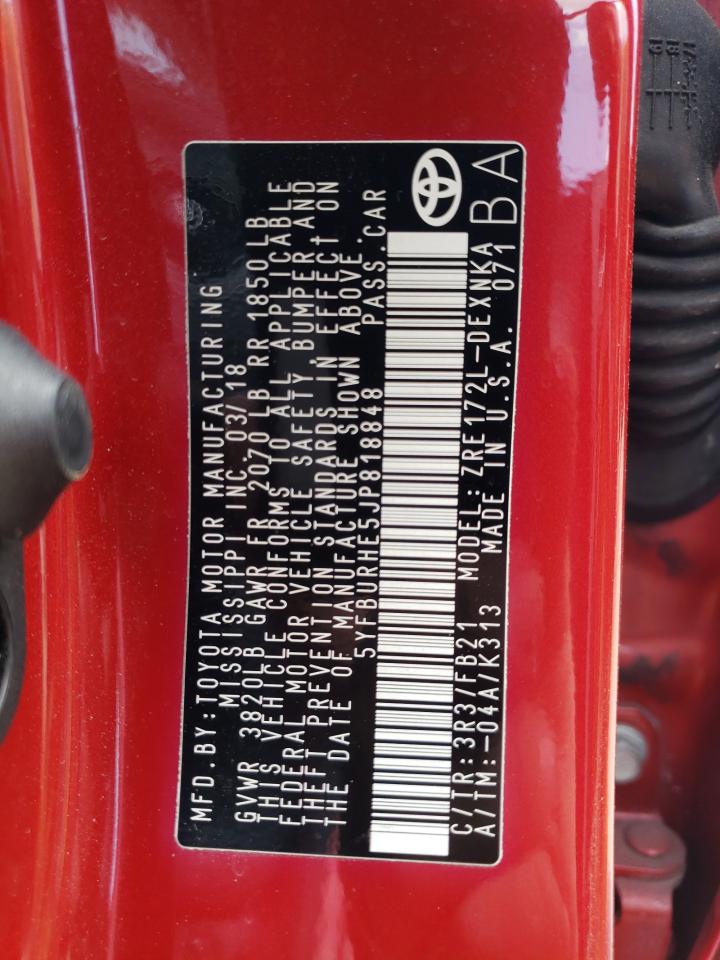 MFD.BY:TOYOTA MOTOR MANUFACTURING
MISSISSIPPI INC.03/18
GVWR 3820LB GAWR FR 2070LB RR 1850LB
THIS VEHICLE CONFORMS TO ALL APPLICABLE
FEDERAL MOTOR VEHICLE SAFETY, BUMPER, AND
THEFT PREVENTION STANDARDS IN EFFECT ON
THE DATE OF MANUFACTURE SHOWN ABOVE.
5YFBURHE5JP818848 PASS.CAR
C/TR:3R3/FB21 MODEL:ZRE172L-DEXNKA
A/TM:-04A/K313 MADE IN U.S.A. 071
BA